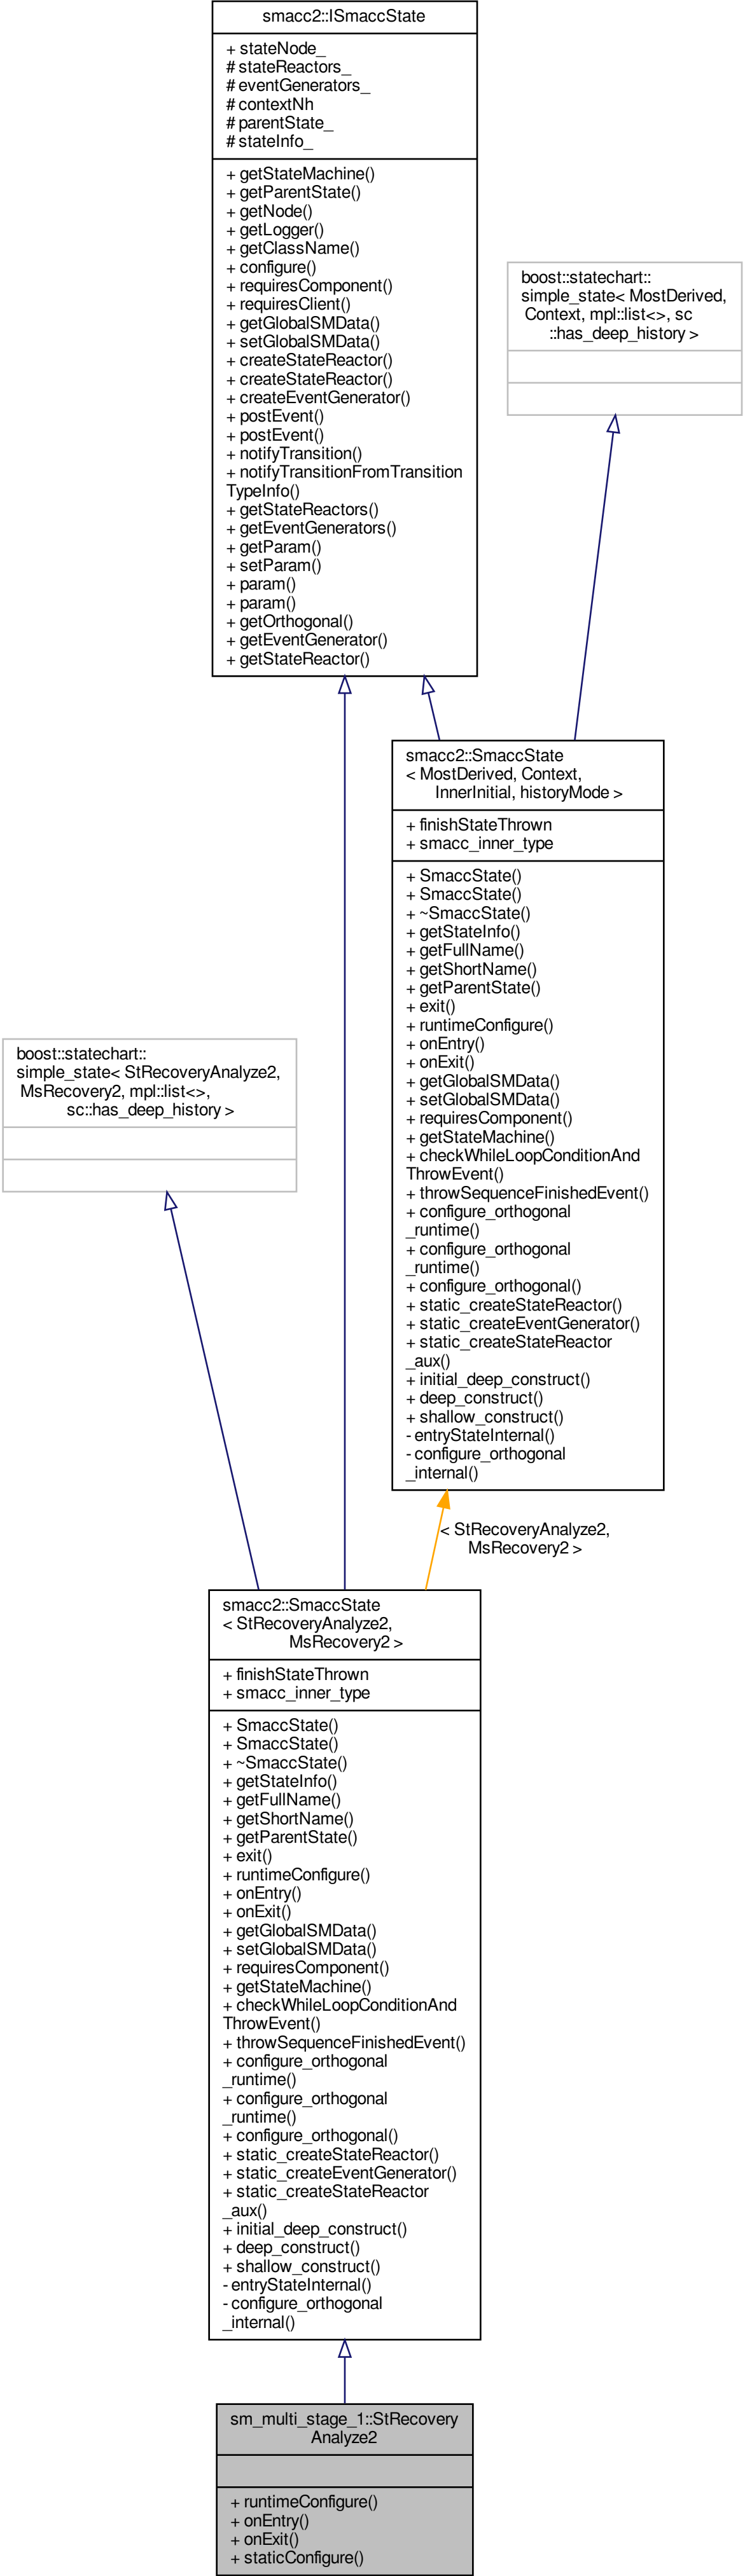 smacc2::ISmaccState
+ stateNode_
# stateReactors_
# eventGenerators_
# contextNh
# parentState_
# stateInfo_
+ getStateMachine()
+ getParentState()
+ getNode()
+ getLogger()
+ getClassName()
+ configure()
+ requiresComponent()
+ requiresClient()
+ getGlobalSMData()
+ setGlobalSMData()
+ createStateReactor()
+ createStateReactor()
+ createEventGenerator()
+ postEvent()
+ postEvent()
+ notifyTransition()
+ notifyTransitionFromTransition
TypeInfo()
+ getStateReactors()
+ getEventGenerators()
+ getParam()
+ setParam()
+ param()
+ param()
+ getOrthogonal()
+ getEventGenerator()
+ getStateReactor()
boost::statechart::
simple_state< MostDerived,
Context, mpl::list<>, sc
::has_deep_history >
smacc2::SmaccState
< MostDerived, Context,
InnerInitial, historyMode >
+ finishStateThrown
+ smacc_inner_type
+ SmaccState()
+ SmaccState()
+ ~SmaccState()
+ getStateInfo()
+ getFullName()
+ getShortName()
+ getParentState()
+ exit()
+ runtimeConfigure()
+ onEntry()
+ onExit()
+ getGlobalSMData()
+ setGlobalSMData()
+ requiresComponent()
+ getStateMachine()
+ checkWhileLoopConditionAnd
ThrowEvent()
+ throwSequenceFinishedEvent()
+ configure_orthogonal
_runtime()
+ configure_orthogonal
_runtime()
+ configure_orthogonal()
+ static_createStateReactor()
+ static_createEventGenerator()
+ static_createStateReactor
_aux()
+ initial_deep_construct()
+ deep_construct()
+ shallow_construct()
- entryStateInternal()
- configure_orthogonal
_internal()
boost::statechart::
simple_state< StRecoveryAnalyze2,
MsRecovery2, mpl::list<>,
sc::has_deep_history >
< StRecoveryAnalyze2,
MsRecovery2 >
smacc2::SmaccState
< StRecoveryAnalyze2,
MsRecovery2 >
+ finishStateThrown
+ smacc_inner_type
+ SmaccState()
+ SmaccState()
+ ~SmaccState()
+ getStateInfo()
+ getFullName()
+ getShortName()
+ getParentState()
+ exit()
+ runtimeConfigure()
+ onEntry()
+ onExit()
+ getGlobalSMData()
+ setGlobalSMData()
+ requiresComponent()
+ getStateMachine()
+ checkWhileLoopConditionAnd
ThrowEvent()
+ throwSequenceFinishedEvent()
+ configure_orthogonal
_runtime()
+ configure_orthogonal
_runtime()
+ configure_orthogonal()
+ static_createStateReactor()
+ static_createEventGenerator()
+ static_createStateReactor
_aux()
+ initial_deep_construct()
+ deep_construct()
+ shallow_construct()
- entryStateInternal()
- configure_orthogonal
_internal()
sm_multi_stage_1::StRecovery
Analyze2
+ runtimeConfigure()
+ onEntry()
+ onExit()
+ staticConfigure()